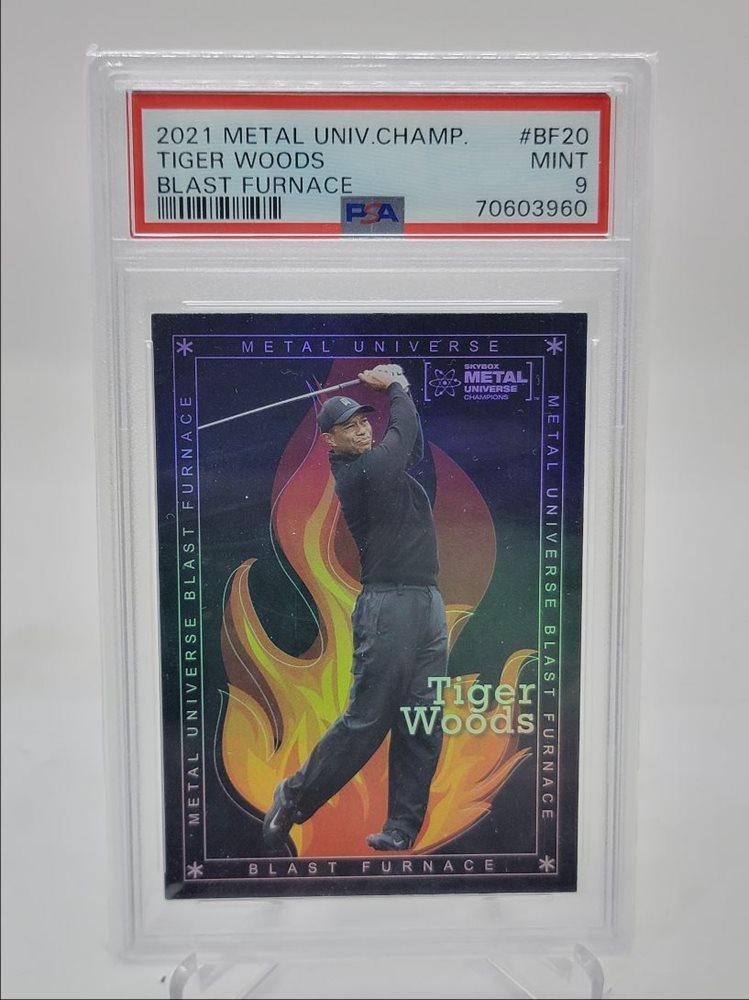 2021 METAL UNIV.CHAMP. #BF20
TIGER WOODS MINT
BLAST FURNACE 9
PSA 70603960
METAL UNIVERSE
SKYBOX
METAL
UNIVERSE
CHAMPIONS
TM
METAL UNIVERSE BLAST FURNACE
METAL UNIVERSE BLAST FURNACE
Tiger
Woods
BLAST FURNACE